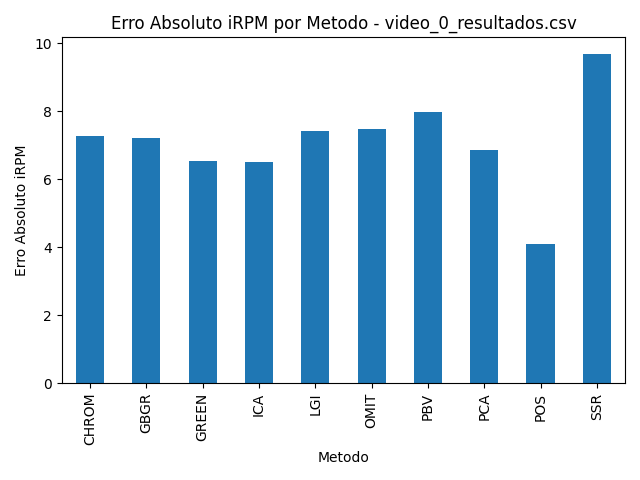 Erro Absoluto iRPM por Metodo - video_0_resultados.csv
Erro Absoluto iRPM
10
8
6
4
2
0
CHROM
GBGR
GREEN
ICA
LGI
OMIT
PBV
PCA
POS
SSR
Metodo